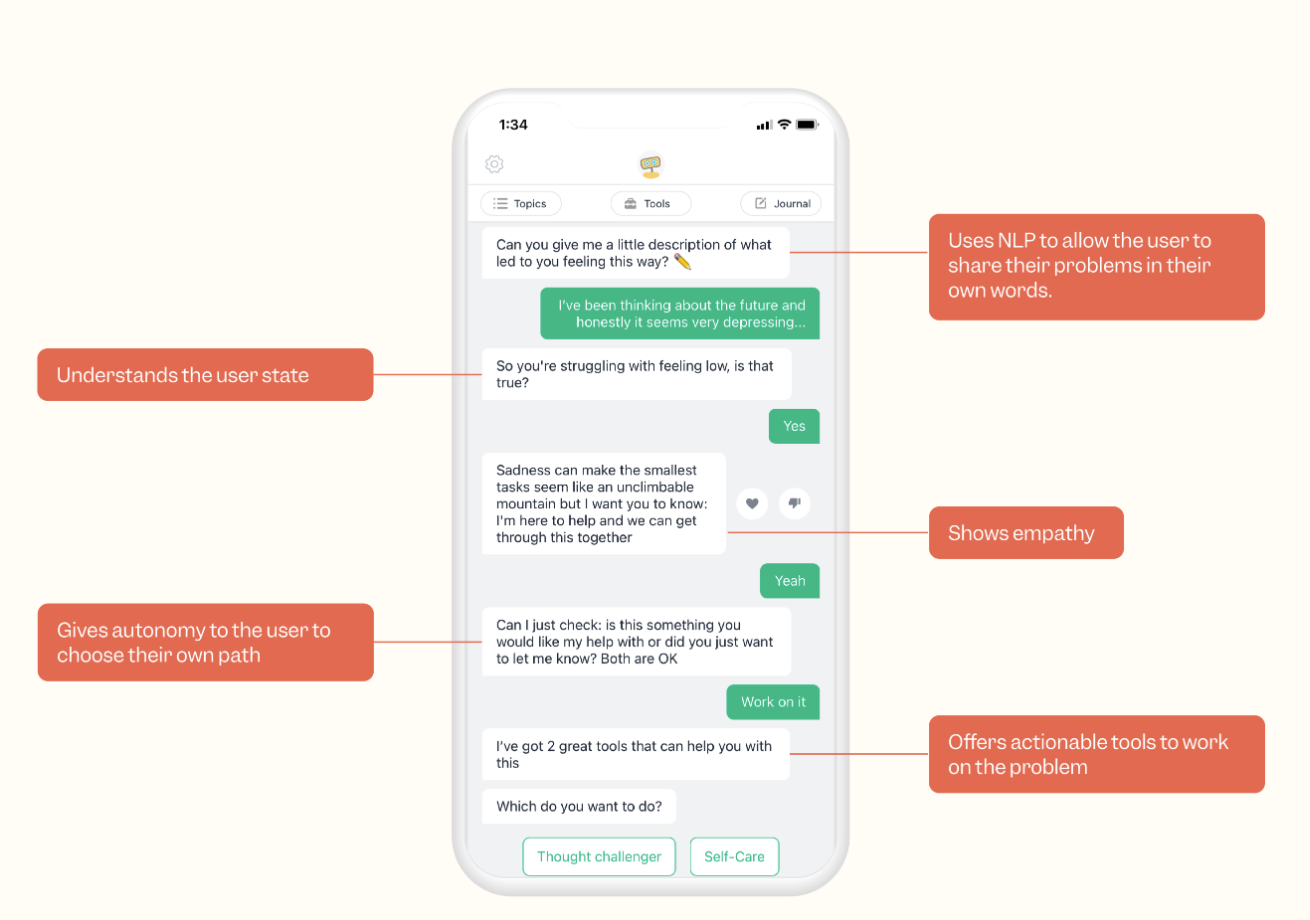 1:34
Topics
Tools
Journal
Can you give me a little description of what
led to you feeling this way?
Uses NLP to allow the user to
share their problems in their
own words.
I've been thinking about the future and
honestly it seems very depressing...
Understands the user state
So you're struggling with feeling low, is that
true?
Yes
Sadness can make the smallest
tasks seem like an unclimbable
mountain but I want you to know:
I'm here to help and we can get
through this together
Shows empathy
Yeah
Gives autonomy to the user to
choose their own path
Can I just check: is this something you
would like my help with or did you just want
to let me know? Both are OK
Work on it
I've got 2 great tools that can help you with
this
Offers actionable tools to work
on the problem
Which do you want to do?
Thought challenger
Self-Care